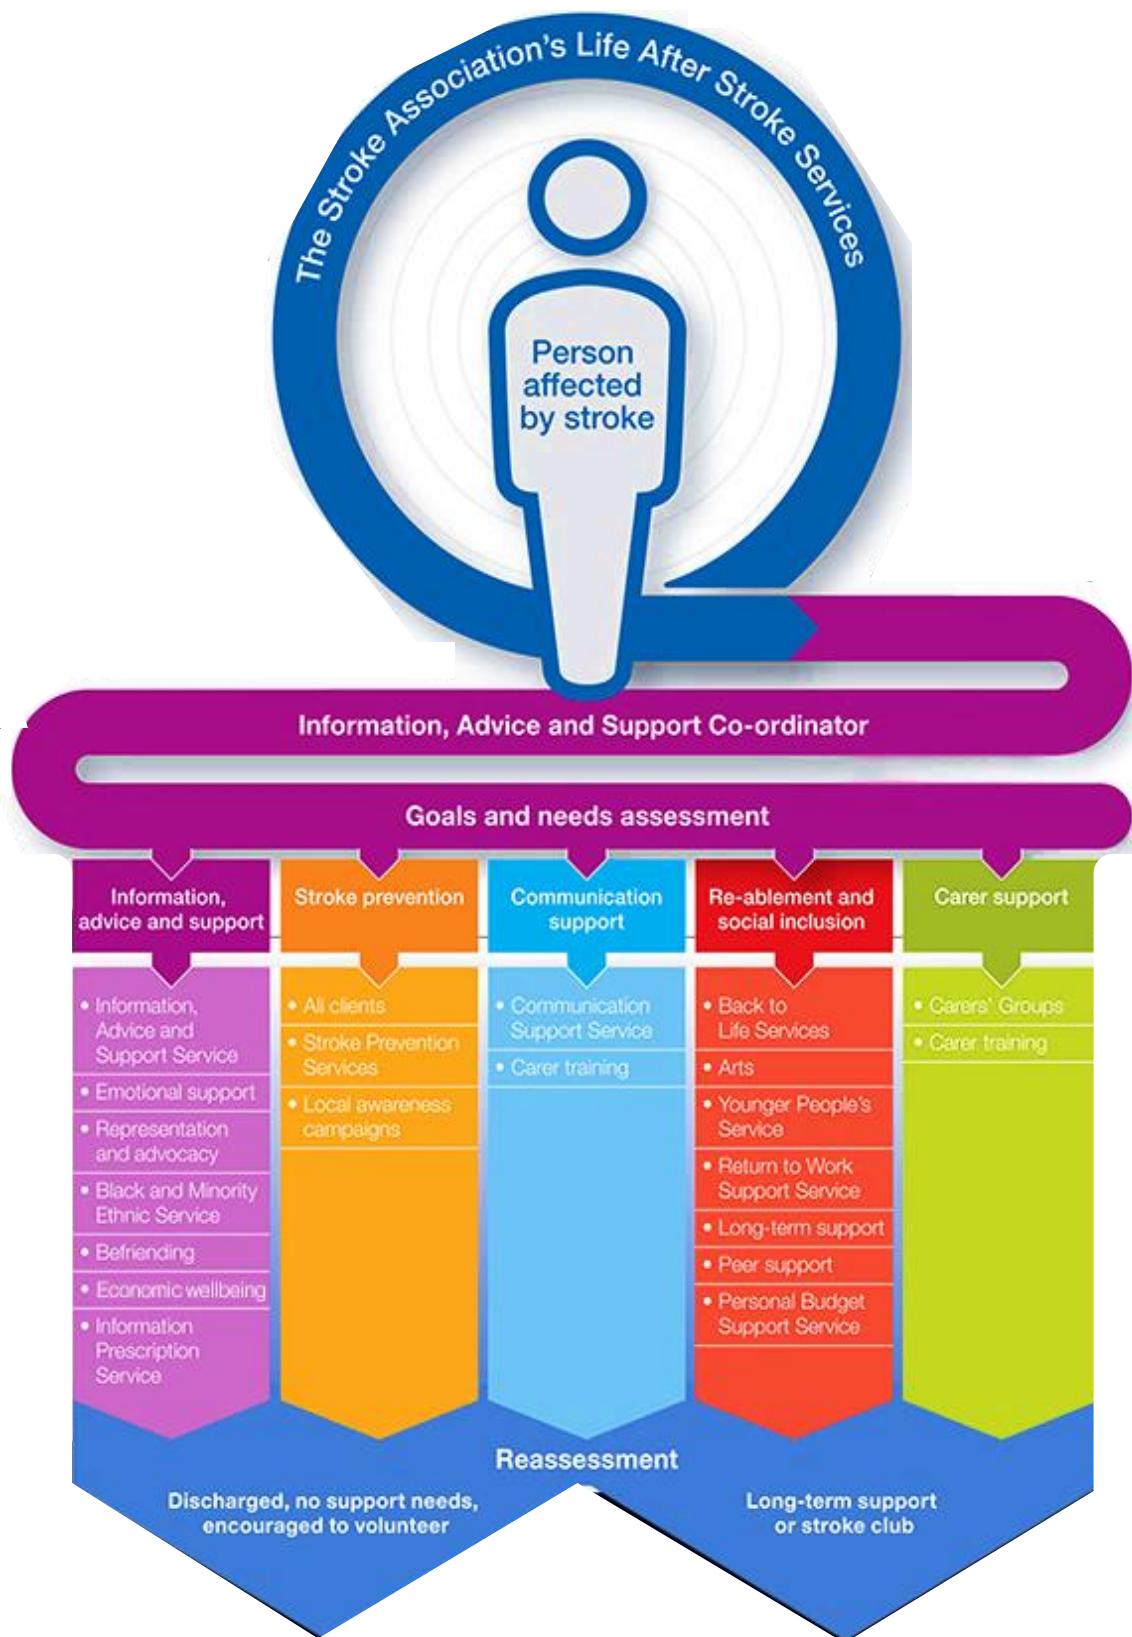 The Stroke Association's Life After Stroke Services
Person
affected
by stroke
Information, Advice and Support Co-ordinator
Goals and needs assessment
Information,
advice and support
• Information,
Advice and
Support Service
• Emotional support
• Representation
and advocacy
• Black and Minority
Ethnic Service
• Befriending
• Economic wellbeing
• Information
Prescription
Service
Stroke prevention
• All clients
• Stroke Prevention
Services
• Local awareness
campaigns
Communication
support
• Communication
Support Service
• Carer training
Re-ablement and
social inclusion
• Back to
Life Services
• Arts
• Younger People's
Service
• Return to Work
Support Service
• Long-term support
• Peer support
• Personal Budget
Support Service
Carer support
• Carers' Groups
• Carer training
Reassessment
Discharged, no support needs,
encouraged to volunteer
Long-term support
or stroke club